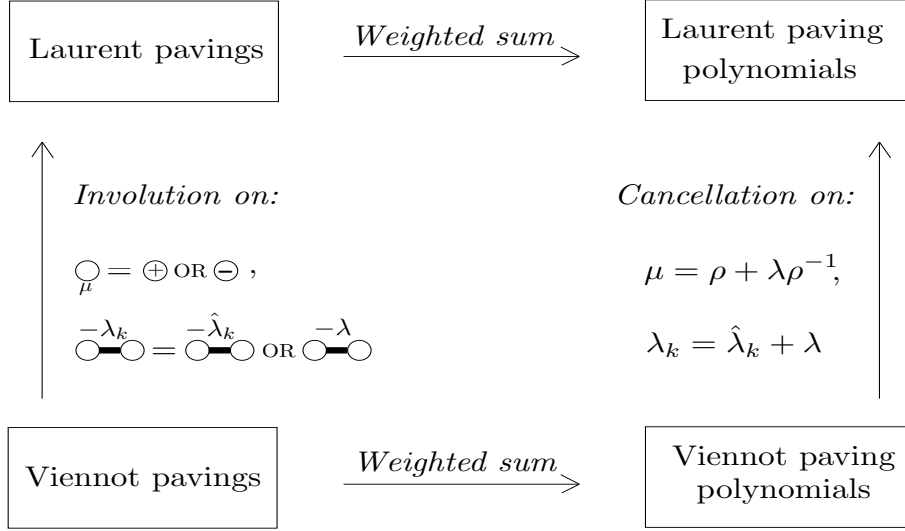 Laurent pavings
Weighted sum
Laurent paving
polynomials
Involution on:
μ = + OR − ,
−λ_k = −λ̂_k OR −λ
Cancellation on:
μ = ρ + λρ⁻¹,
λ_k = λ̂_k + λ
Viennot pavings
Weighted sum
Viennot paving
polynomials